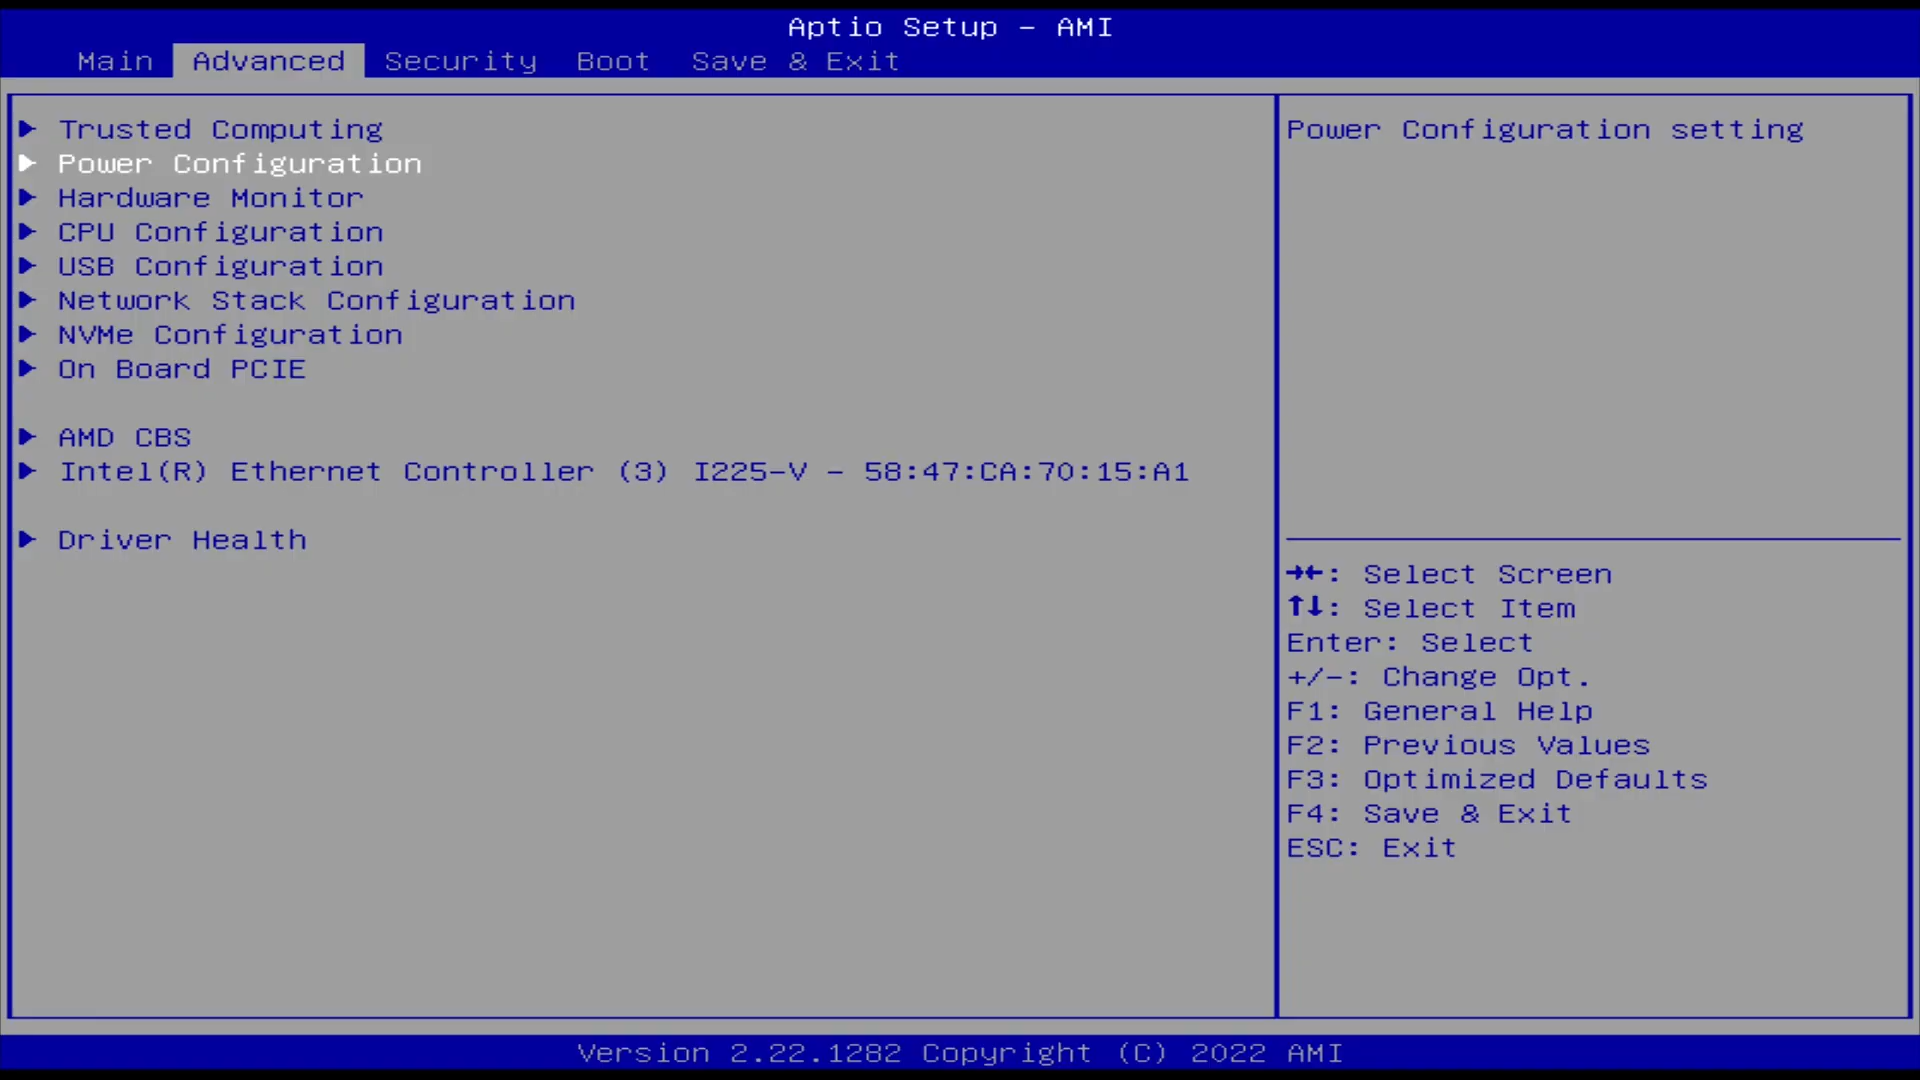 Aptio Setup - AMI
Main Advanced Security Boot Save & Exit
Trusted Computing
Power Configuration
Hardware Monitor
CPU Configuration
USB Configuration
Network Stack Configuration
NVMe Configuration
On Board PCIE
AMD CBS
Intel(R) Ethernet Controller (3) I225-V - 58:47:CA:70:15:A1
Driver Health
Power Configuration setting
→←: Select Screen
↑↓: Select Item
Enter: Select
+/-: Change Opt.
F1: General Help
F2: Previous Values
F3: Optimized Defaults
F4: Save & Exit
ESC: Exit
Version 2.22.1282 Copyright (C) 2022 AMI